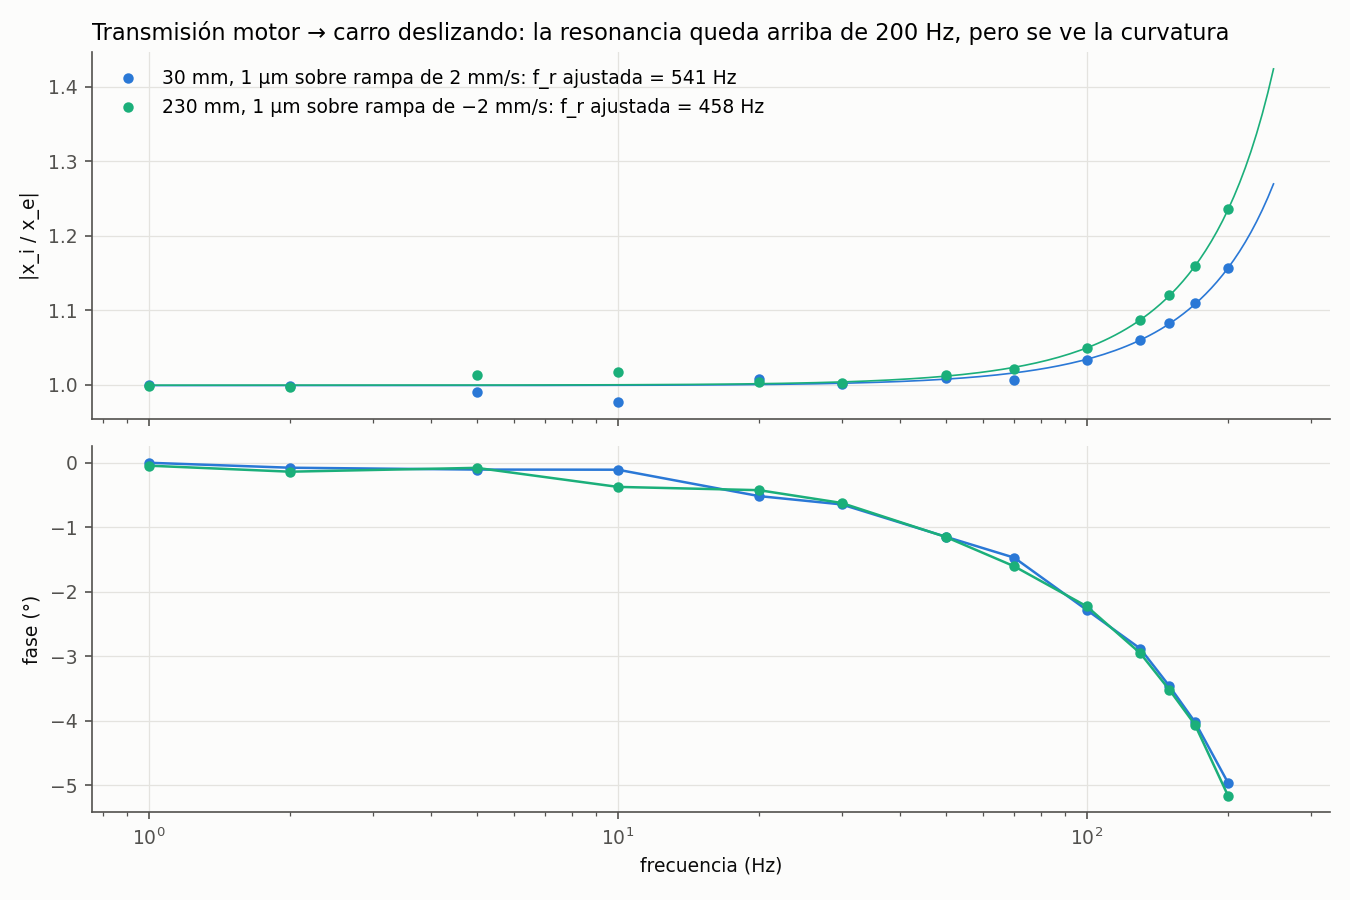 Transmisión motor → carro deslizando: la resonancia queda arriba de 200 Hz, pero se ve la curvatura
30 mm, 1 µm sobre rampa de 2 mm/s: f_r ajustada = 541 Hz
230 mm, 1 µm sobre rampa de −2 mm/s: f_r ajustada = 458 Hz
|x_i / x_e|
1.4
1.3
1.2
1.1
1.0
fase (°)
0
−1
−2
−3
−4
−5
10⁰ 10¹ 10²
frecuencia (Hz)